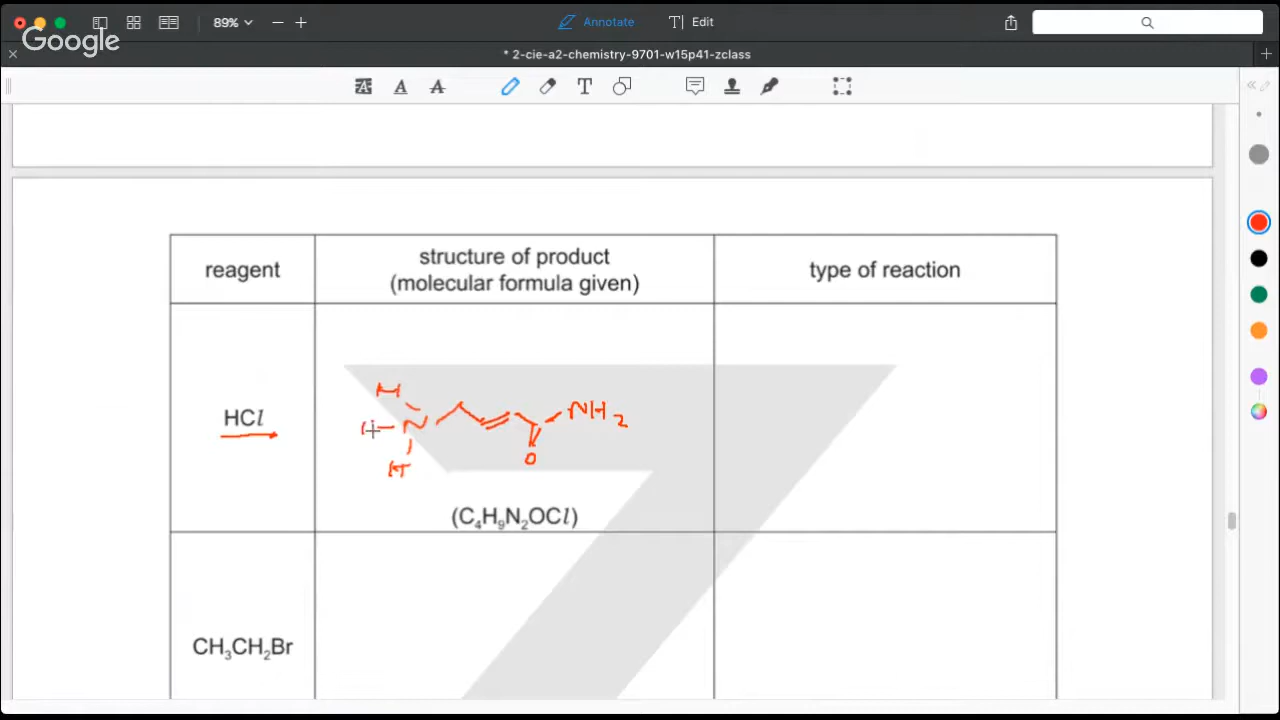 89%
Annotate
Edit
Google
* 2-cie-a2-chemistry-9701-w15p41-zclass
A A A T
reagent
structure of product
(molecular formula given)
type of reaction
HCl
H
H N NH2
H O
(C₄H₉N₂OCl)
CH₃CH₂Br